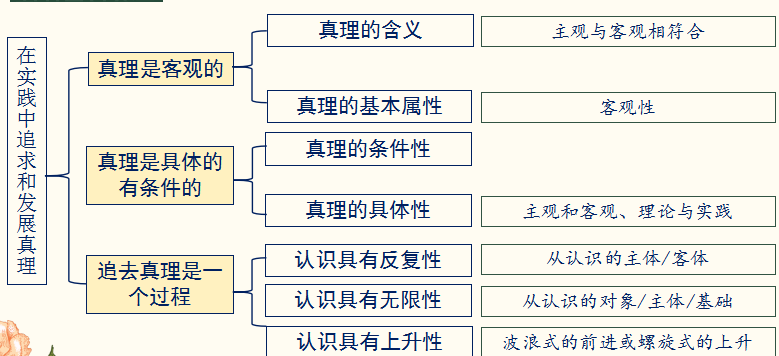 在实践中追求和发展真理
真理是客观的
真理的含义
主观与客观相符合
真理的基本属性
客观性
真理是具体的
有条件的
真理的条件性
真理的具体性
主观和客观、理论与实践
追去真理是一
个过程
认识具有反复性
从认识的主体/客体
认识具有无限性
从认识的对象/主体/基础
认识具有上升性
波浪式的前进或螺旋式的上升